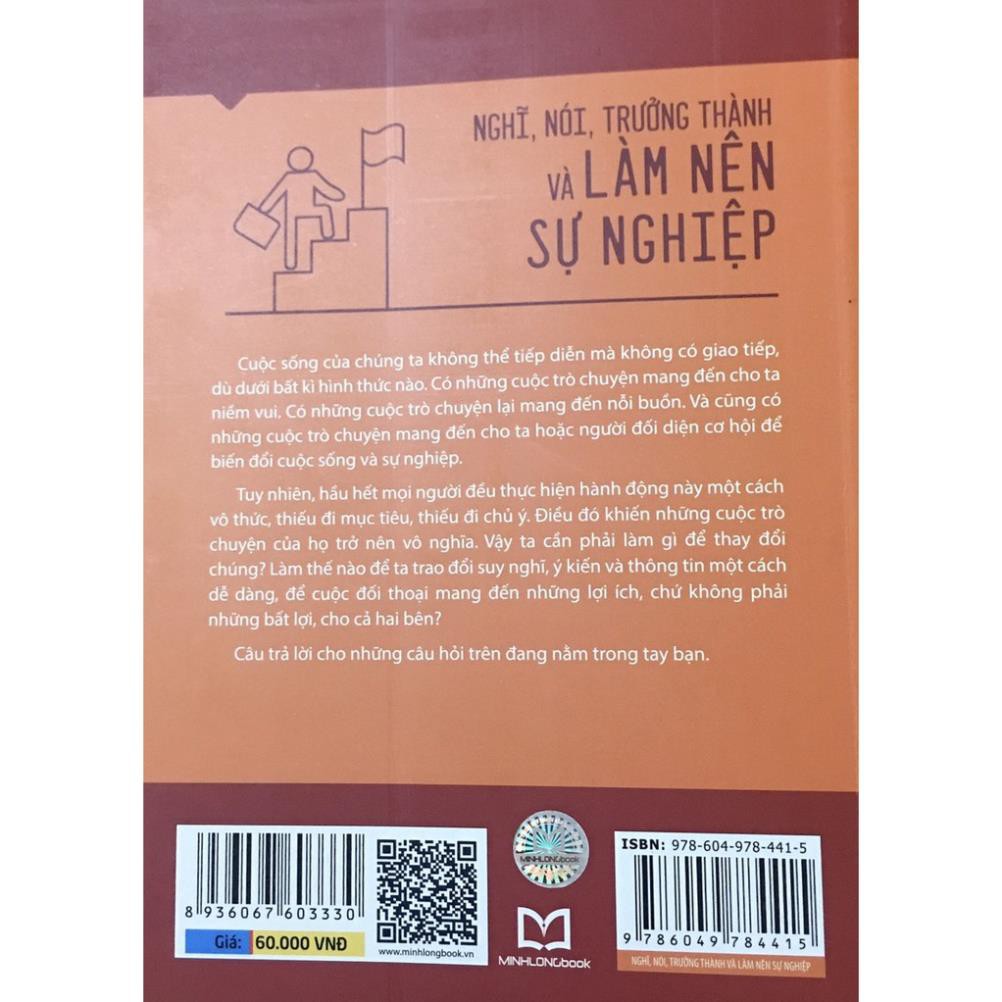 NGHĨ, NÓI, TRƯỞNG THÀNH
VÀ LÀM NÊN
SỰ NGHIỆP
Cuộc sống của chúng ta không thể tiếp diễn mà không có giao tiếp,
dù dưới bất kì hình thức nào. Có những cuộc trò chuyện mang đến cho ta
niềm vui. Có những cuộc trò chuyện lại mang đến nỗi buồn. Và cũng có
những cuộc trò chuyện mang đến cho ta hoặc người đối diện cơ hội để
biến đổi cuộc sống và sự nghiệp.
Tuy nhiên, hầu hết mọi người đều thực hiện hành động này một cách
vô thức, thiếu đi mục tiêu, thiếu đi chủ ý. Điều đó khiến những cuộc trò
chuyện của họ trở nên vô nghĩa. Vậy ta cần phải làm gì để thay đổi
chúng? Làm thế nào để ta trao đổi suy nghĩ, ý kiến và thông tin một cách
dễ dàng, để cuộc đối thoại mang đến những lợi ích, chứ không phải
những bất lợi, cho cả hai bên?
Câu trả lời cho những câu hỏi trên đang nằm trong tay bạn.
8 936067 603330
Giá: 60.000 VNĐ
www.minhlongbook.vn
MINHLONGbook
MINHLONGbook
ISBN: 978-604-978-441-5
9 786049 784415
NGHĨ, NÓI, TRƯỞNG THÀNH VÀ LÀM NÊN SỰ NGHIỆP